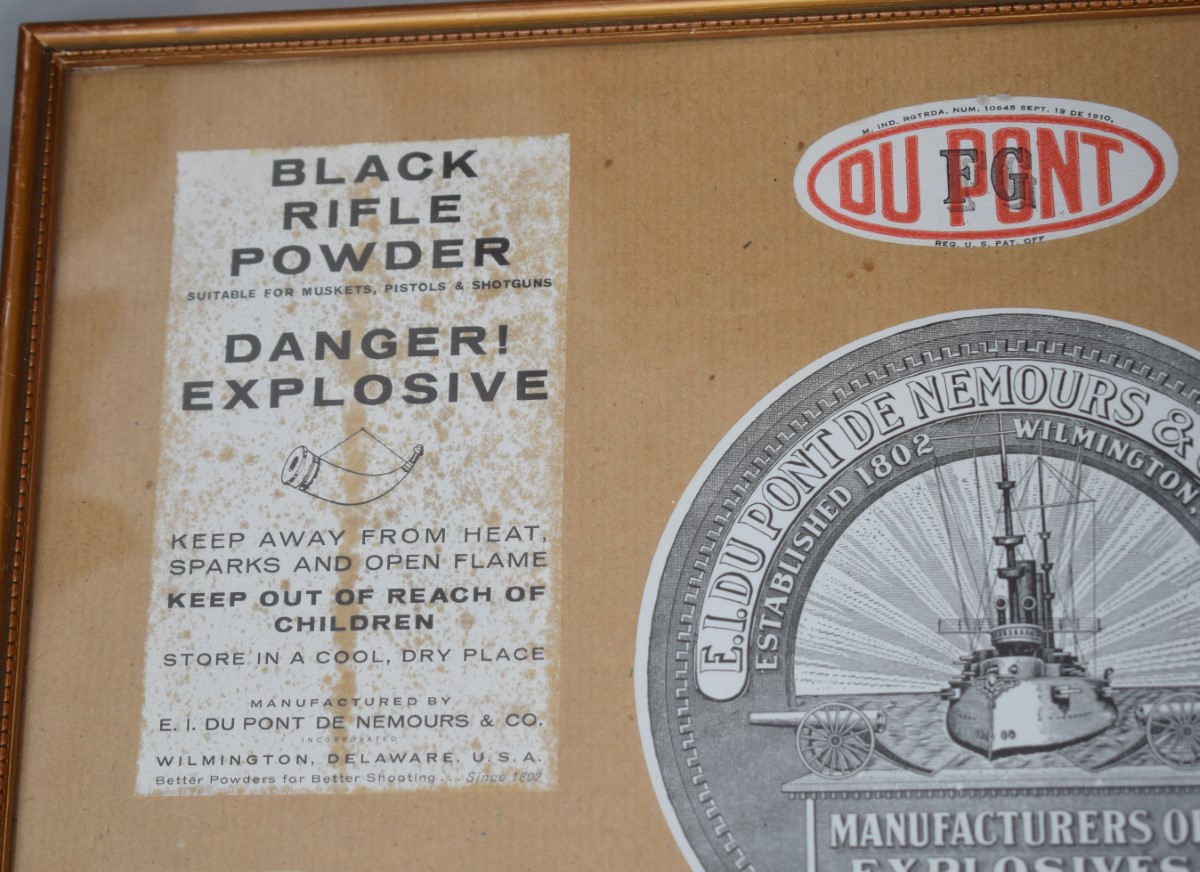 BLACK
RIFLE
POWDER
SUITABLE FOR MUSKETS, PISTOLS & SHOTGUNS
DANGER!
EXPLOSIVE
KEEP AWAY FROM HEAT,
SPARKS AND OPEN FLAME
KEEP OUT OF REACH OF
CHILDREN
STORE IN A COOL, DRY PLACE
MANUFACTURED BY
E. I. DU PONT DE NEMOURS & CO.
INCORPORATED
WILMINGTON, DELAWARE, U.S.A.
Better Powders for Better Shooting ... Since 1802
M. IND. RGTRDA. NUM. 10645 SEPT. 19 DE 1910.
DU PONT
FG
REG. U. S. PAT. OFF
E.I. DU PONT DE NEMOURS &
ESTABLISHED 1802 WILMINGTON,
MANUFACTURERS O
EXPLOSIVES